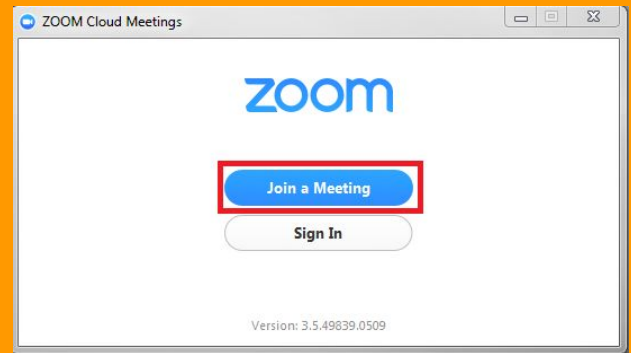 ZOOM Cloud Meetings
zoom
Join a Meeting
Sign In
Version: 3.5.49839.0509